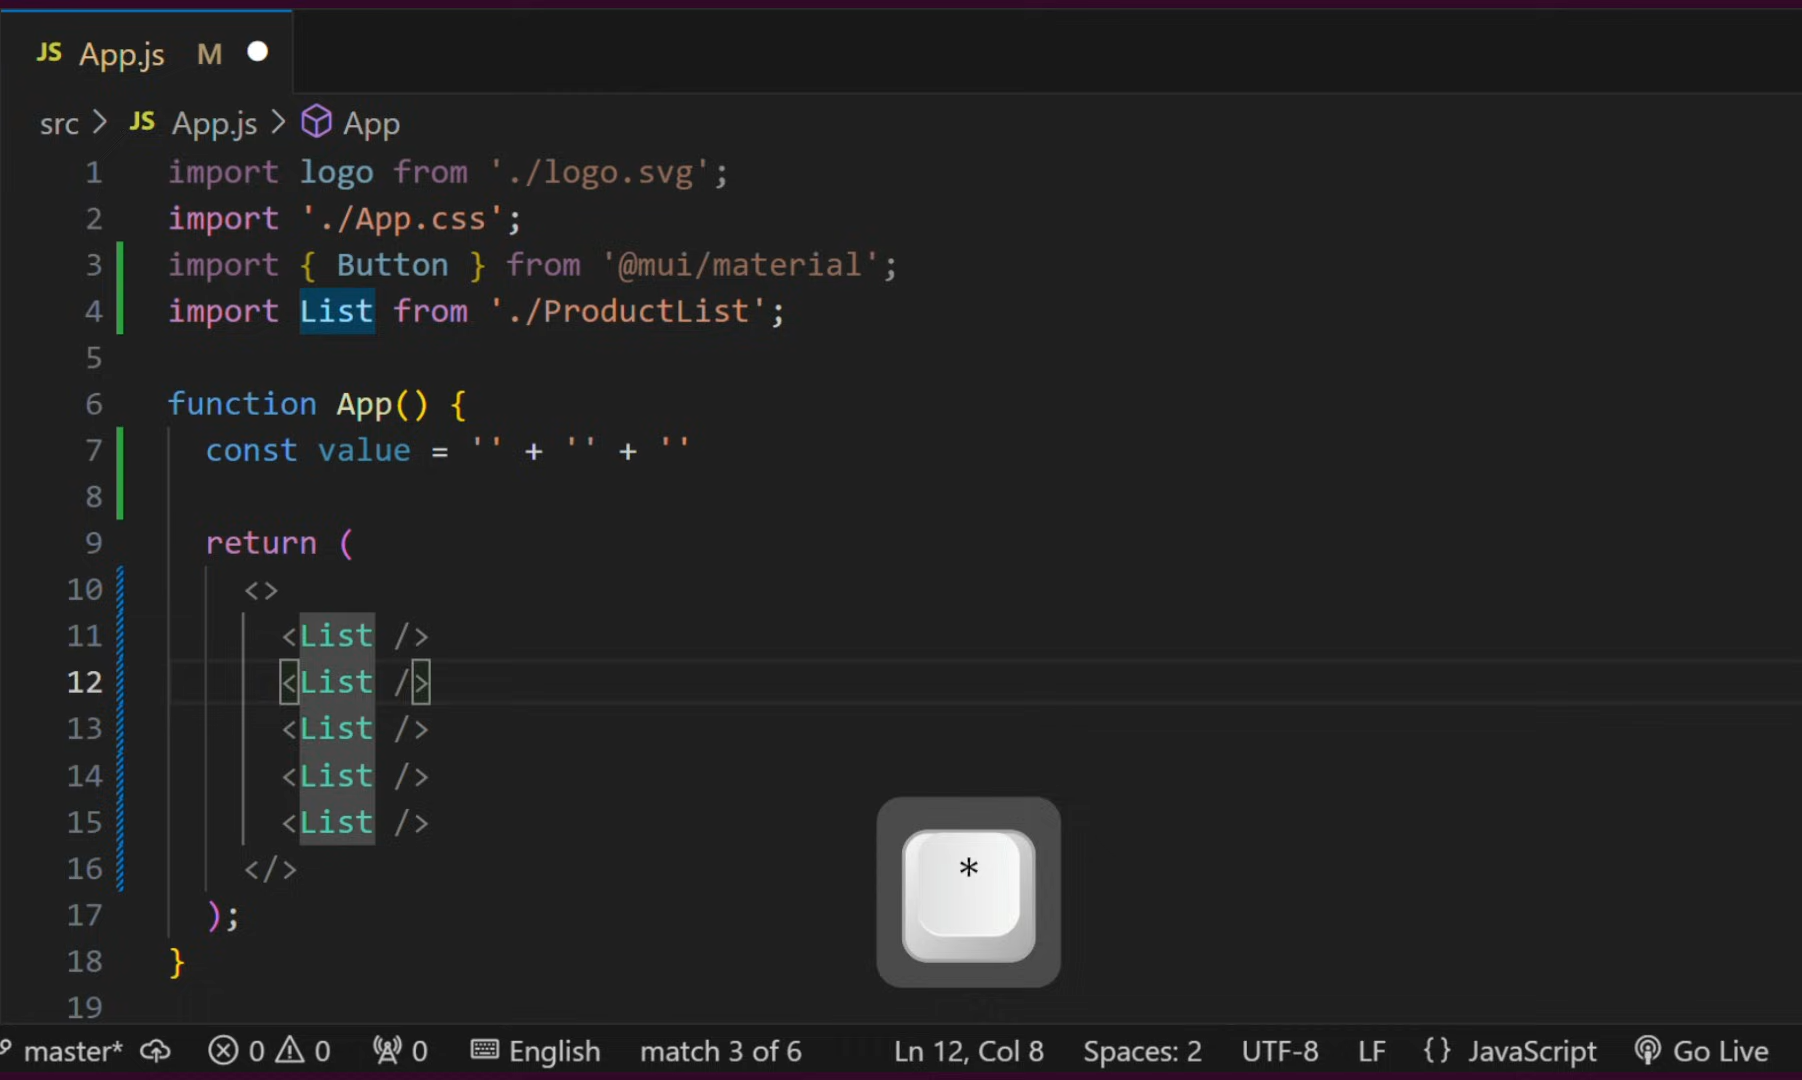 JS App.js M
src > JS App.js > App
1 import logo from './logo.svg';
2 import './App.css';
3 import { Button } from '@mui/material';
4 import List from './ProductList';
5
6 function App() {
7 const value = '' + '' + ''
8
9 return (
10 <>
11 <List />
12 <List />
13 <List />
14 <List />
15 <List />
16 </>
17 );
18 }
19
*
master* 0 0 0 English match 3 of 6 Ln 12, Col 8 Spaces: 2 UTF-8 LF {} JavaScript Go Live